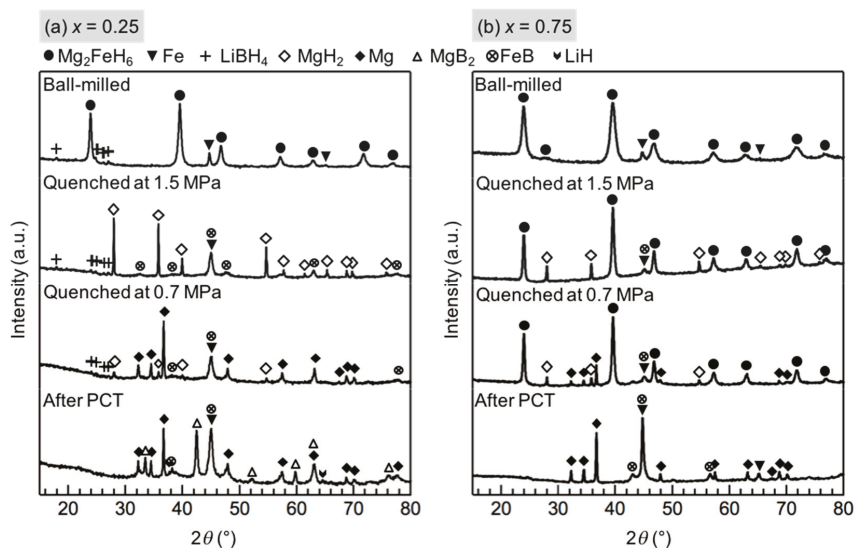 (a) x = 0.25
(b) x = 0.75
Mg₂FeH₆ Fe LiBH₄ MgH₂ Mg MgB₂ FeB LiH
Ball-milled
Quenched at 1.5 MPa
Quenched at 0.7 MPa
After PCT
Ball-milled
Quenched at 1.5 MPa
Quenched at 0.7 MPa
After PCT
Intensity (a.u.)
Intensity (a.u.)
20 30 40 50 60 70 80
20 30 40 50 60 70 80
2θ (°)
2θ (°)